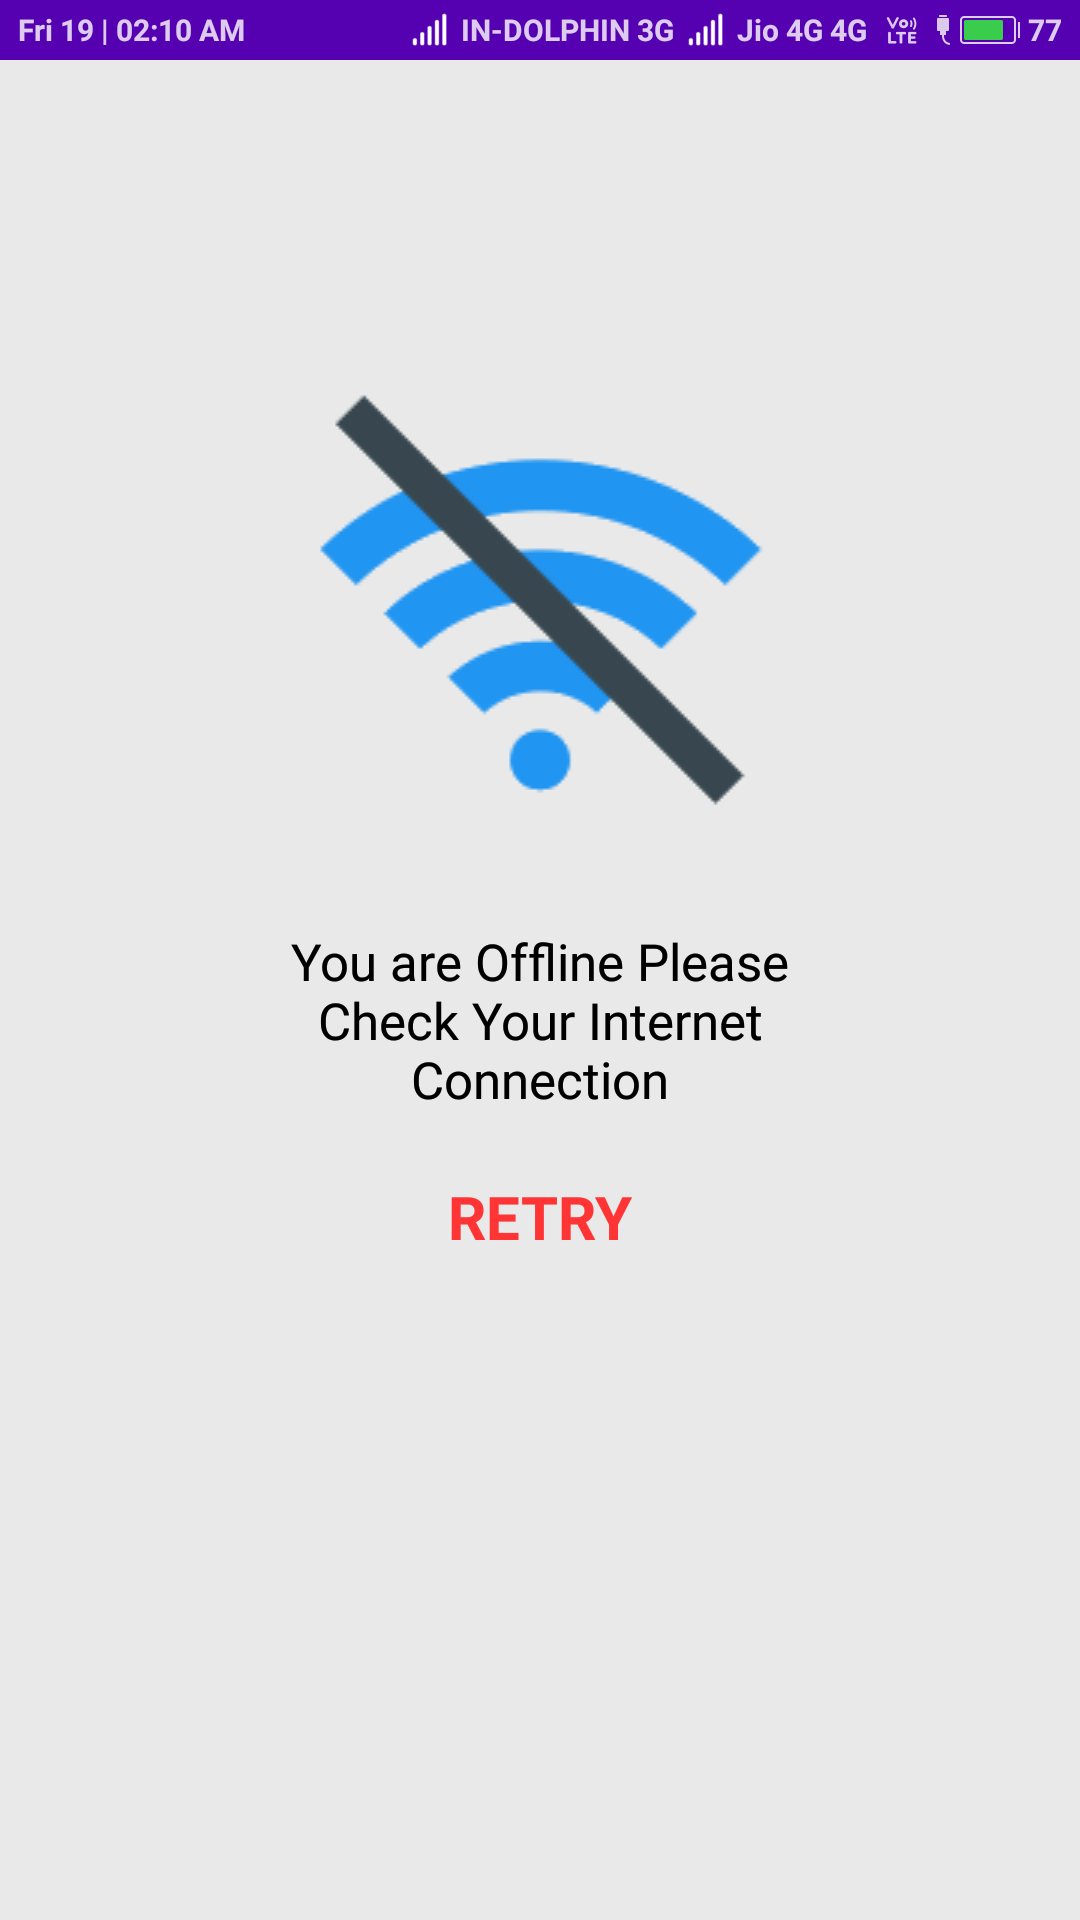 Fri 19 | 02:10 AM IN-DOLPHIN 3G Jio 4G 4G VO LTE 77
You are Offline Please
Check Your Internet
Connection
RETRY